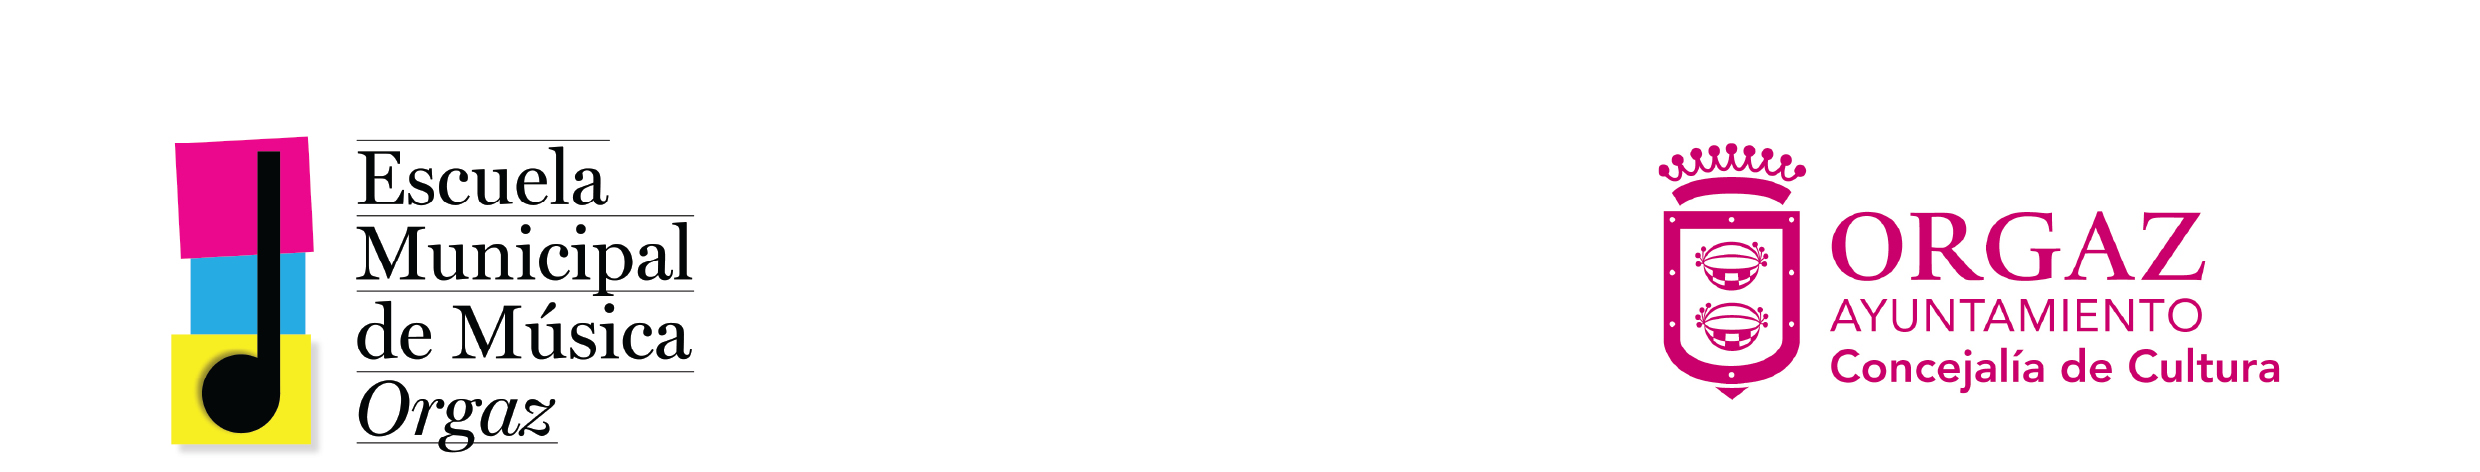 Escuela
Municipal
de Música
Orgaz
ORGAZ
AYUNTAMIENTO
Concejalía de Cultura